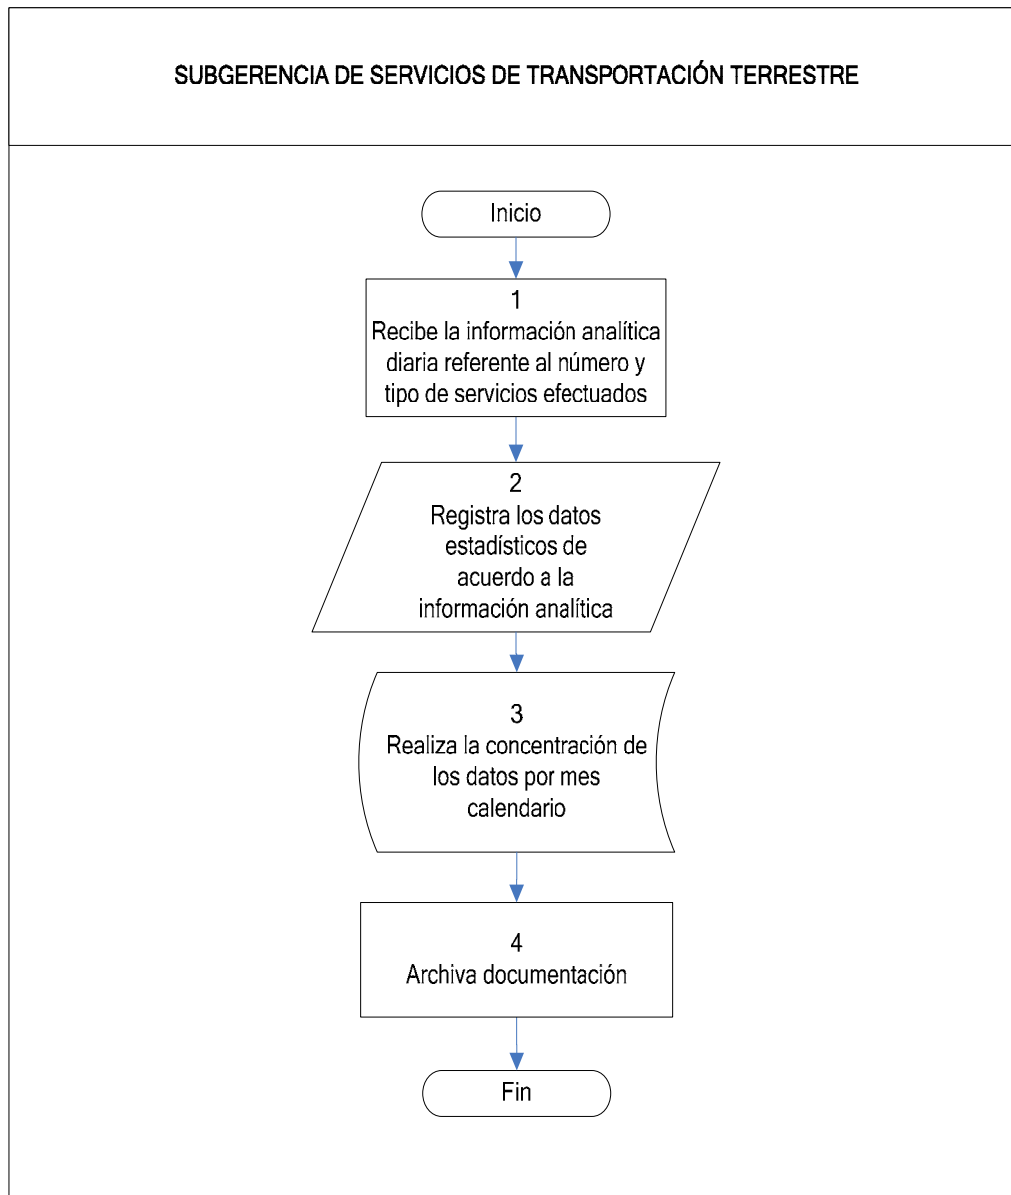 SUBGERENCIA DE SERVICIOS DE TRANSPORTACIÓN TERRESTRE
Inicio
1
Recibe la información analítica
diaria referente al número y
tipo de servicios efectuados
2
Registra los datos
estadísticos de
acuerdo a la
información analítica
3
Realiza la concentración de
los datos por mes
calendario
4
Archiva documentación
Fin